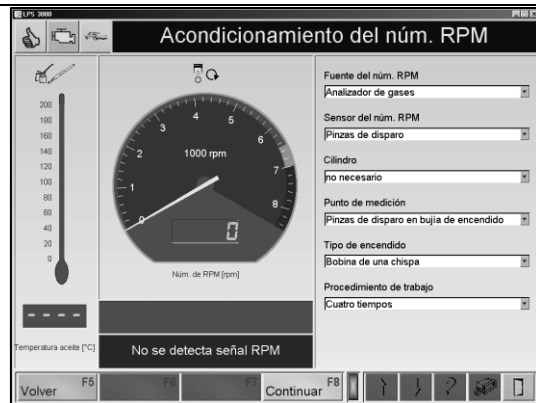 LPS 3000
Acondicionamiento del núm. RPM
200
180
160
140
120
100
80
60
40
20
0
- - - -
Temperatura aceite [°C]
0
1
2
3
4
5
6
7
8
1000 rpm
0
Núm. de RPM [rpm]
No se detecta señal RPM
Fuente del núm. RPM
Analizador de gases
Sensor del núm. RPM
Pinzas de disparo
Cilindro
no necesario
Punto de medición
Pinzas de disparo en bujía de encendido
Tipo de encendido
Bobina de una chispa
Procedimiento de trabajo
Cuatro tiempos
Volver F5
F6
F7
Continuar F8